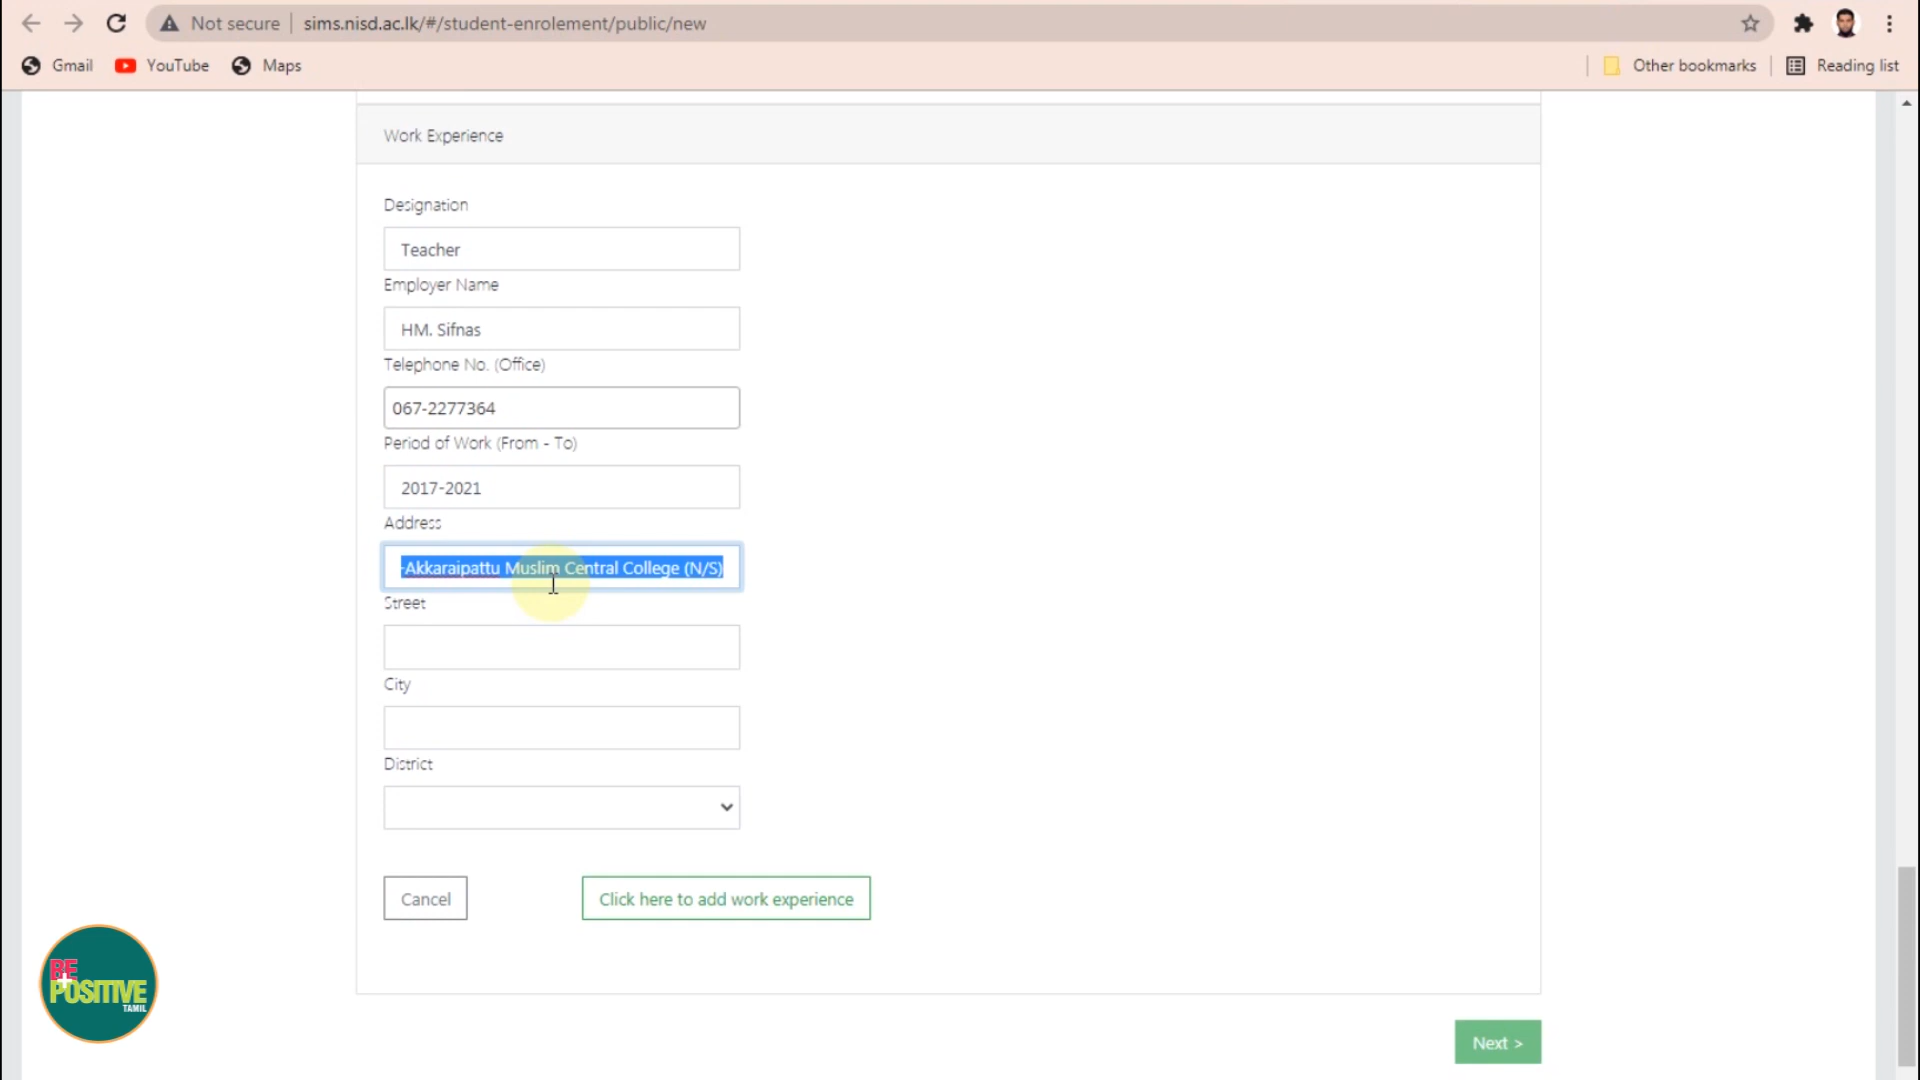 Not secure sims.nisd.ac.lk/#/student-enrolement/public/new
Gmail YouTube Maps Other bookmarks Reading list
Work Experience
Designation
Teacher
Employer Name
HM. Sifnas
Telephone No. (Office)
067-2277364
Period of Work (From - To)
2017-2021
Address
-Akkaraipattu Muslim Central College (N/S)
Street
City
District
Cancel Click here to add work experience
BE
POSITIVE
TAMIL
Next >